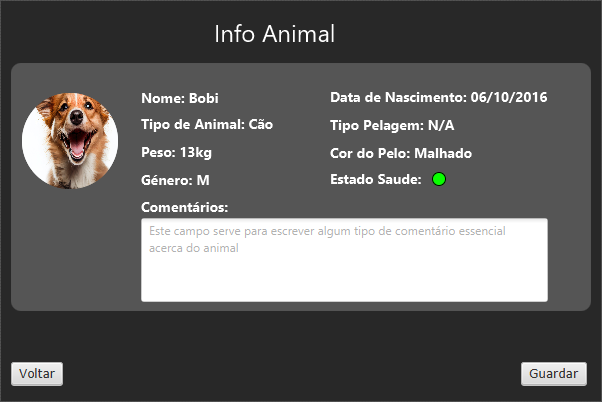 Info Animal
Nome: Bobi
Data de Nascimento: 06/10/2016
Tipo de Animal: Cão
Tipo Pelagem: N/A
Peso: 13kg
Cor do Pelo: Malhado
Género: M
Estado Saude:
Comentários:
Este campo serve para escrever algum tipo de comentário essencial
acerca do animal
Voltar
Guardar